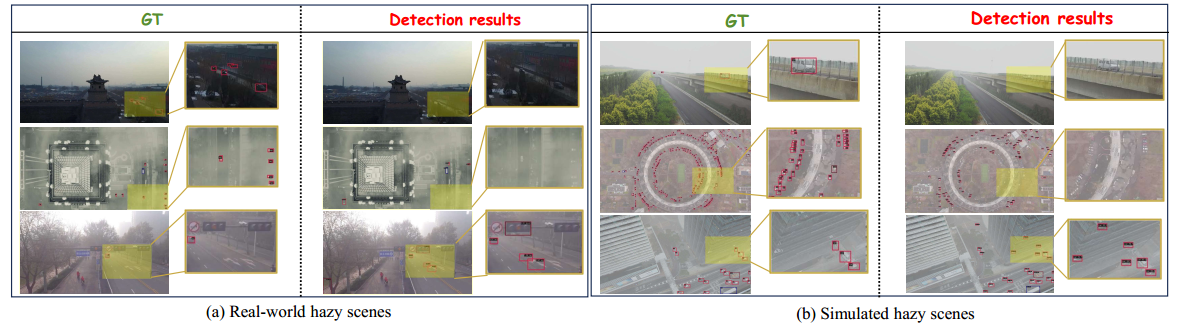 GT
Detection results
GT
Detection results
(a) Real-world hazy scenes
(b) Simulated hazy scenes